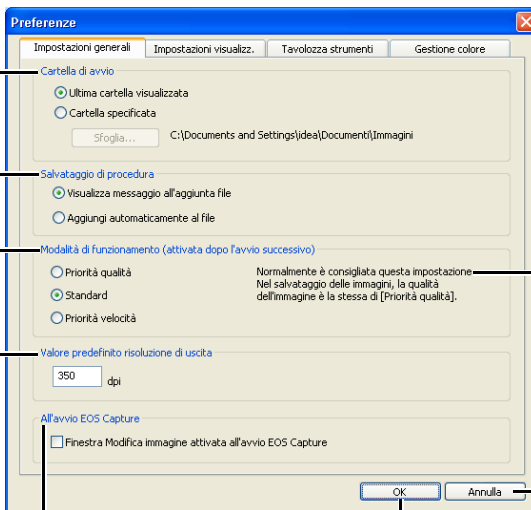 Preferenze
Impostazioni generali
Impostazioni visualizz.
Tavolozza strumenti
Gestione colore
Cartella di avvio
Ultima cartella visualizzata
Cartella specificata
Sfoglia...
C:\Documents and Settings\idea\Documenti\Immagini
Salvataggio di procedura
Visualizza messaggio all'aggiunta file
Aggiungi automaticamente al file
Modalità di funzionamento (attivata dopo l'avvio successivo)
Priorità qualità
Normalmente è consigliata questa impostazione
Nel salvataggio delle immagini, la qualità
dell'immagine è la stessa di [Priorità qualità].
Standard
Priorità velocità
Valore predefinito risoluzione di uscita
350
dpi
All'avvio EOS Capture
Finestra Modifica immagine attivata all'avvio EOS Capture
OK
Annulla